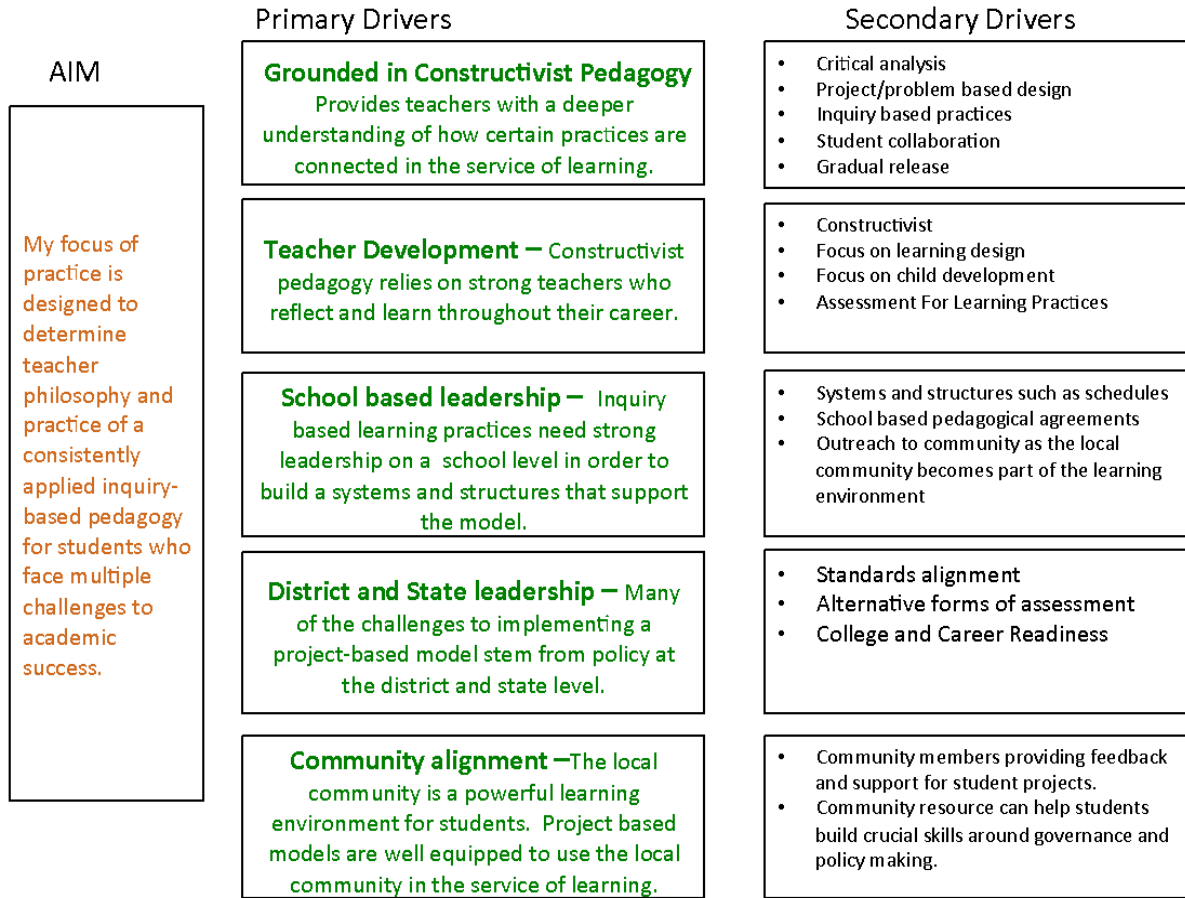 Primary Drivers
Secondary Drivers
AIM
My focus of
practice is
designed to
determine
teacher
philosophy and
practice of a
consistently
applied inquiry-
based pedagogy
for students who
face multiple
challenges to
academic
success.
Grounded in Constructivist Pedagogy
Provides teachers with a deeper
understanding of how certain practices are
connected in the service of learning.
• Critical analysis
• Project/problem based design
• Inquiry based practices
• Student collaboration
• Gradual release
Teacher Development – Constructivist
pedagogy relies on strong teachers who
reflect and learn throughout their career.
• Constructivist
• Focus on learning design
• Focus on child development
• Assessment For Learning Practices
School based leadership – Inquiry
based learning practices need strong
leadership on a school level in order to
build a systems and structures that support
the model.
• Systems and structures such as schedules
• School based pedagogical agreements
• Outreach to community as the local
community becomes part of the learning
environment
District and State leadership – Many
of the challenges to implementing a
project-based model stem from policy at
the district and state level.
• Standards alignment
• Alternative forms of assessment
• College and Career Readiness
Community alignment –The local
community is a powerful learning
environment for students. Project based
models are well equipped to use the local
community in the service of learning.
• Community members providing feedback
and support for student projects.
• Community resource can help students
build crucial skills around governance and
policy making.